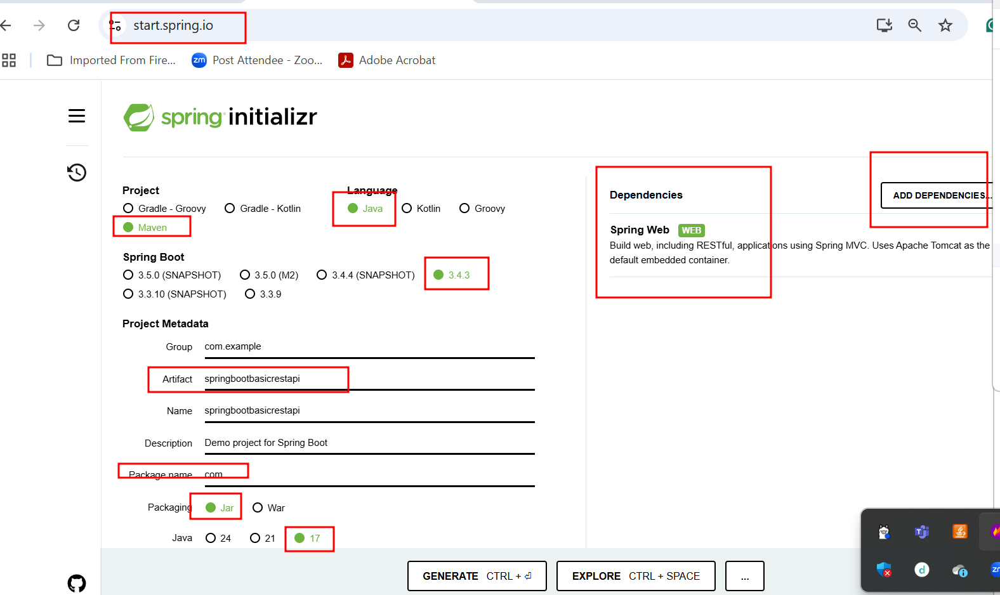 start.spring.io
Imported From Fire...
zm
Post Attendee - Zoo...
Adobe Acrobat
spring initializr
Project
Gradle - Groovy
Gradle - Kotlin
Maven
Language
Java
Kotlin
Groovy
Spring Boot
3.5.0 (SNAPSHOT)
3.5.0 (M2)
3.4.4 (SNAPSHOT)
3.4.3
3.3.10 (SNAPSHOT)
3.3.9
Project Metadata
Group com.example
Artifact springbootbasicrestapi
Name springbootbasicrestapi
Description Demo project for Spring Boot
Package name com
Packaging Jar War
Java 24 21 17
Dependencies
ADD DEPENDENCIES...
Spring Web WEB
Build web, including RESTful, applications using Spring MVC. Uses Apache Tomcat as the
default embedded container.
GENERATE CTRL + ⏎
EXPLORE CTRL + SPACE
...